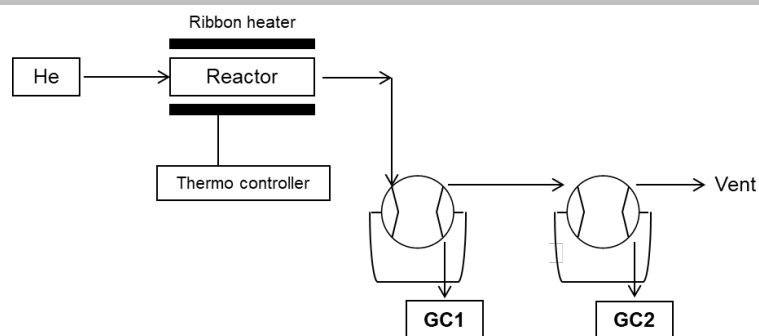 Ribbon heater
He
Reactor
Thermo controller
Vent
GC1
GC2